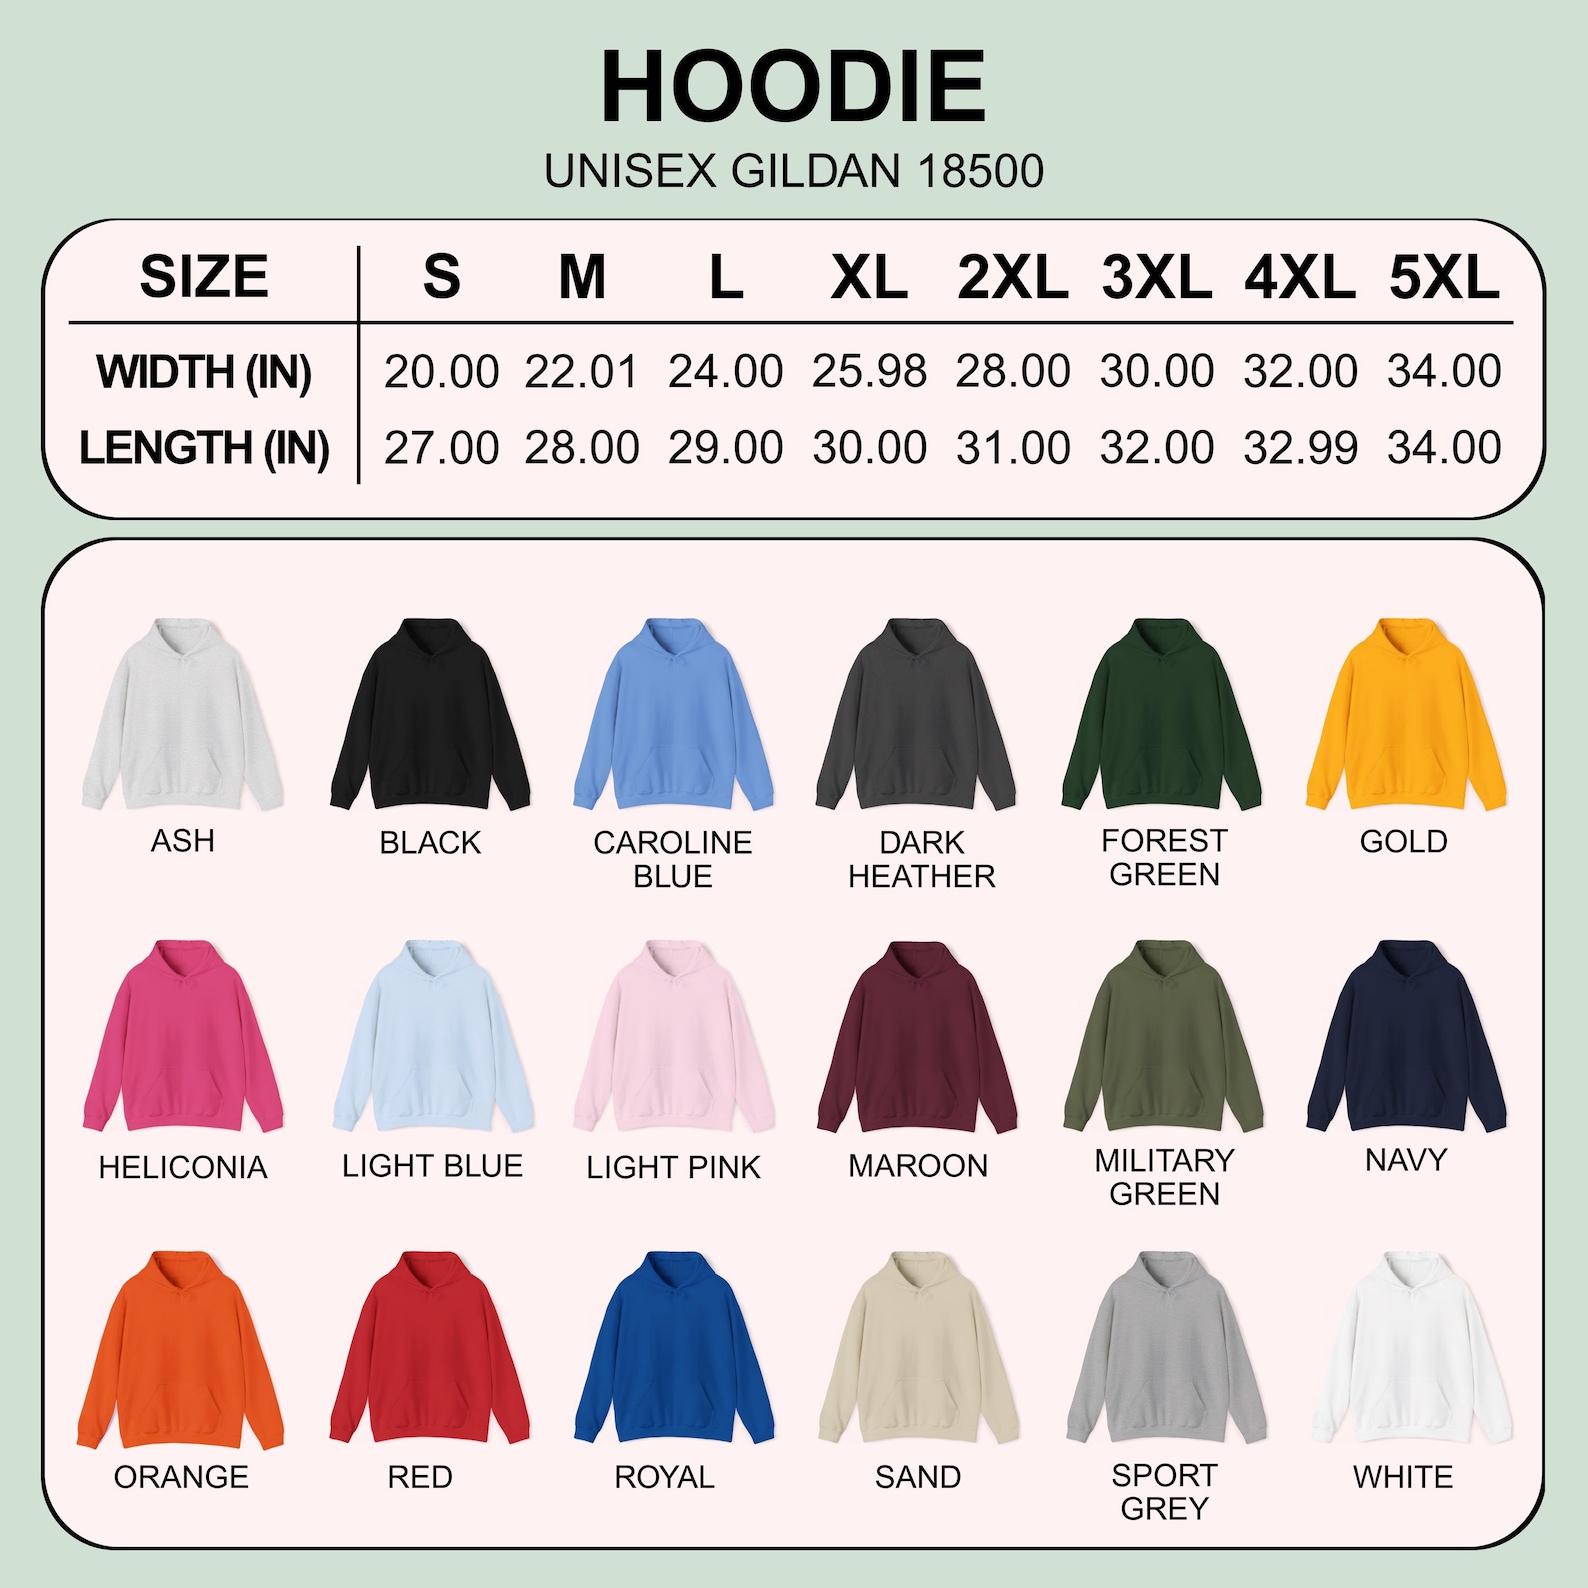 HOODIE
UNISEX GILDAN 18500
SIZE S M L XL 2XL 3XL 4XL 5XL
WIDTH (IN) 20.00 22.01 24.00 25.98 28.00 30.00 32.00 34.00
LENGTH (IN) 27.00 28.00 29.00 30.00 31.00 32.00 32.99 34.00
ASH
BLACK
CAROLINE
BLUE
DARK
HEATHER
FOREST
GREEN
GOLD
HELICONIA
LIGHT BLUE
LIGHT PINK
MAROON
MILITARY
GREEN
NAVY
ORANGE
RED
ROYAL
SAND
SPORT
GREY
WHITE